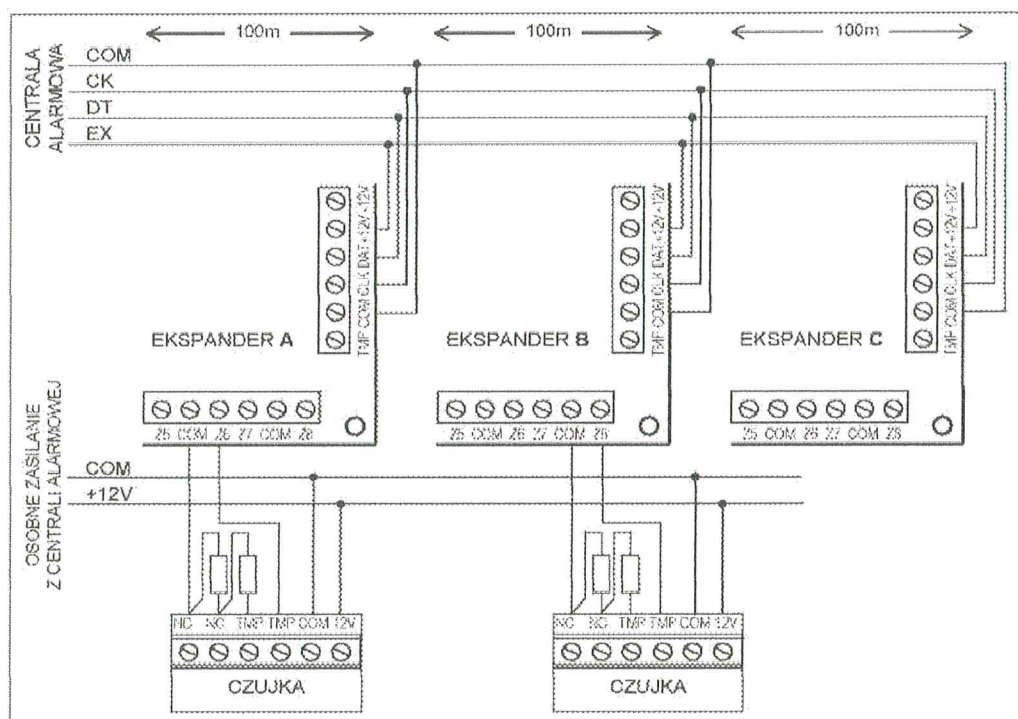 100m 100m 100m
CENTRALA
ALARMOWA
COM
CK
DT
EX
TMP COM CLK DAT +12V +12V
TMP COM CLK DAT +12V +12V
TMP COM CLK DAT +12V +12V
EKSPANDER A
EKSPANDER B
EKSPANDER C
Z5 COM Z6 Z7 COM Z8
Z5 COM Z6 Z7 COM Z8
Z5 COM Z6 Z7 COM Z8
OSOBNE ZASILANIE
Z CENTRALI ALARMOWEJ
COM
+12V
NC NC TMP TMP COM 12V
NC NC TMP TMP COM 12V
CZUJKA
CZUJKA